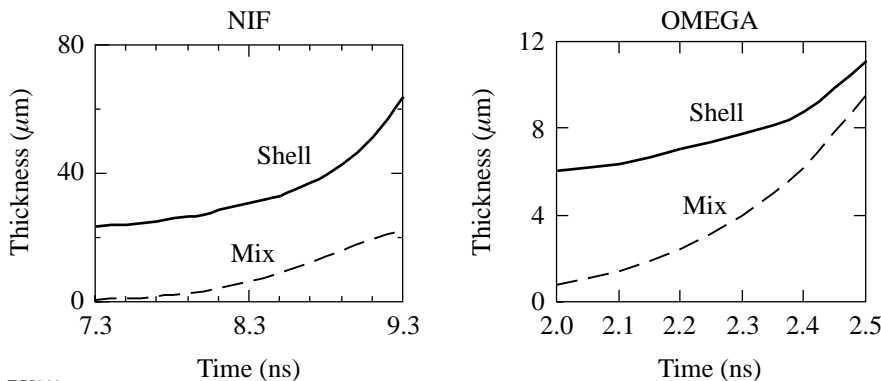 NIF
Thickness (μm)
80
40
0
Shell
Mix
7.3 8.3 9.3
Time (ns)
OMEGA
Thickness (μm)
12
8
4
0
Shell
Mix
2.0 2.1 2.2 2.3 2.4 2.5
Time (ns)